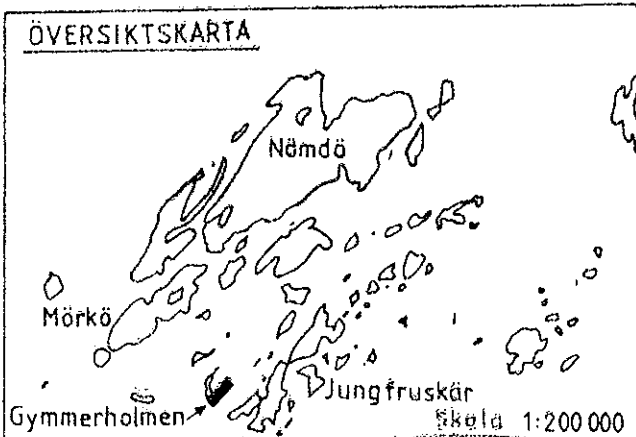 ÖVERSIKTSKARTA
Nämdö
Mörkö
Jungfruskär
Gymmerholmen
Skala 1:200 000